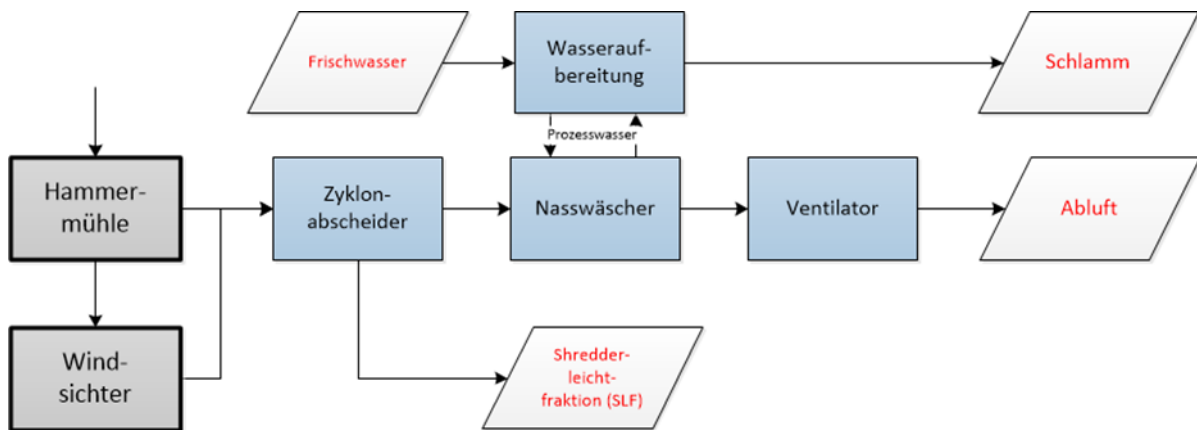 Frischwasser
Wasserauf-
bereitung
Schlamm
Prozesswasser
Hammer-
mühle
Zyklon-
abscheider
Nasswäscher
Ventilator
Abluft
Wind-
sichter
Shredder-
leicht-
fraktion (SLF)